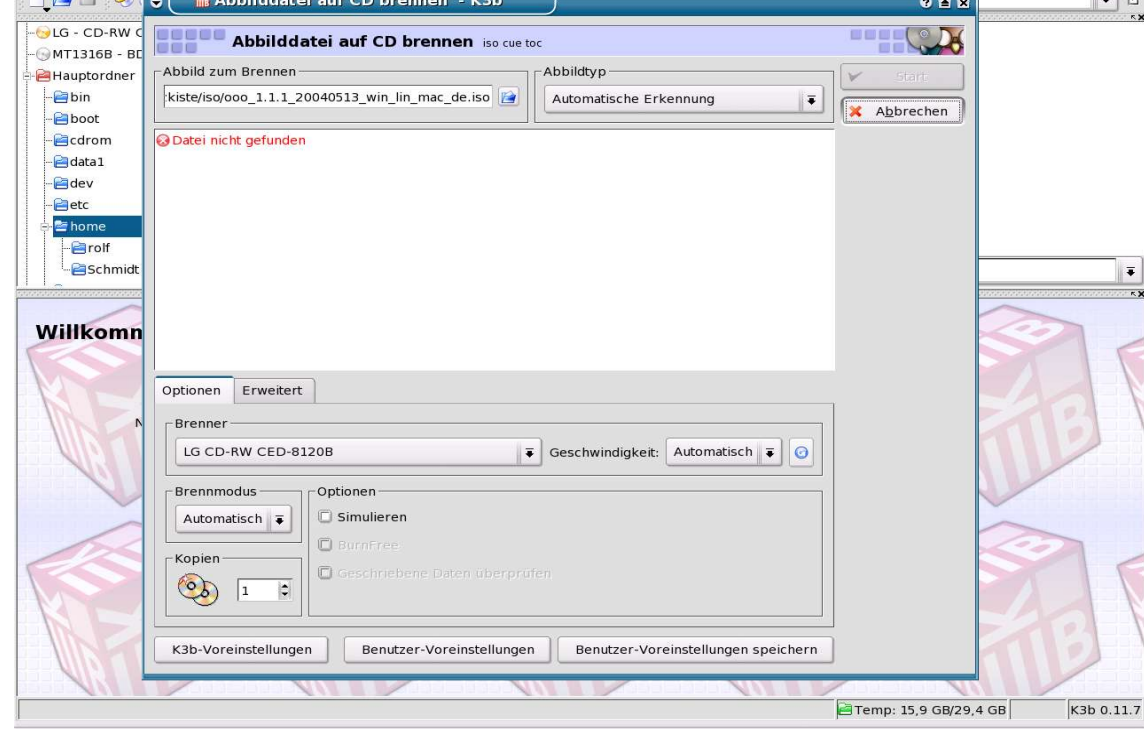 Abbilddatei auf CD brennen - K3b
LG - CD-RW C
MT1316B - BD
Hauptordner
bin
boot
cdrom
data1
dev
etc
home
rolf
Schmidt
Abbilddatei auf CD brennen iso cue toc
Abbild zum Brennen
:kiste/iso/ooo_1.1.1_20040513_win_lin_mac_de.iso
Abbildtyp
Automatische Erkennung
Start
Abbrechen
Datei nicht gefunden
Willkomm
N
Optionen
Erweitert
Brenner
LG CD-RW CED-8120B
Geschwindigkeit:
Automatisch
Brennmodus
Automatisch
Optionen
Simulieren
BurnFree
Geschriebene Daten überprüfen
Kopien
1
K3b-Voreinstellungen
Benutzer-Voreinstellungen
Benutzer-Voreinstellungen speichern
Temp: 15,9 GB/29,4 GB
K3b 0.11.7